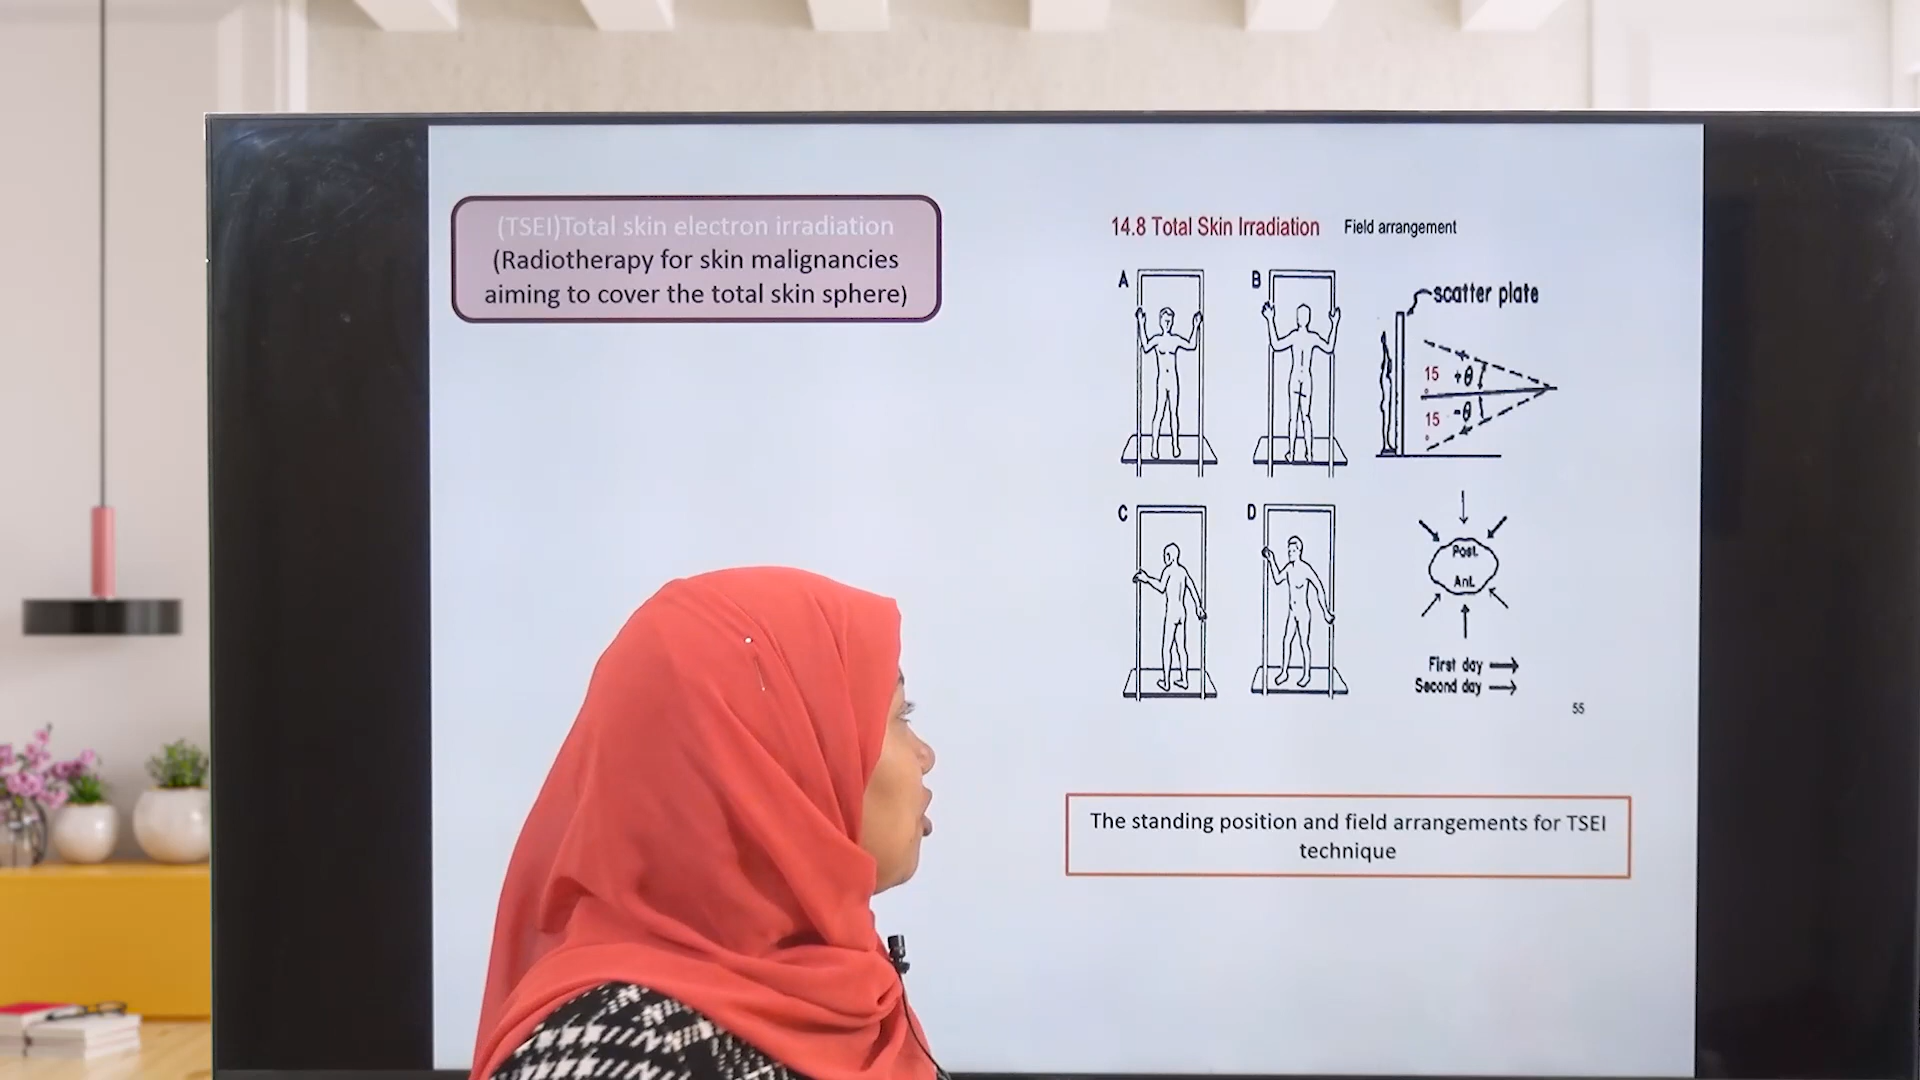 (TSEI)Total skin electron irradiation
(Radiotherapy for skin malignancies
aiming to cover the total skin sphere)
14.8 Total Skin Irradiation Field arrangement
A
B
scatter plate
15 +θ
15 -θ
C
D
Post.
Ant.
First day
Second day
55
The standing position and field arrangements for TSEI
technique